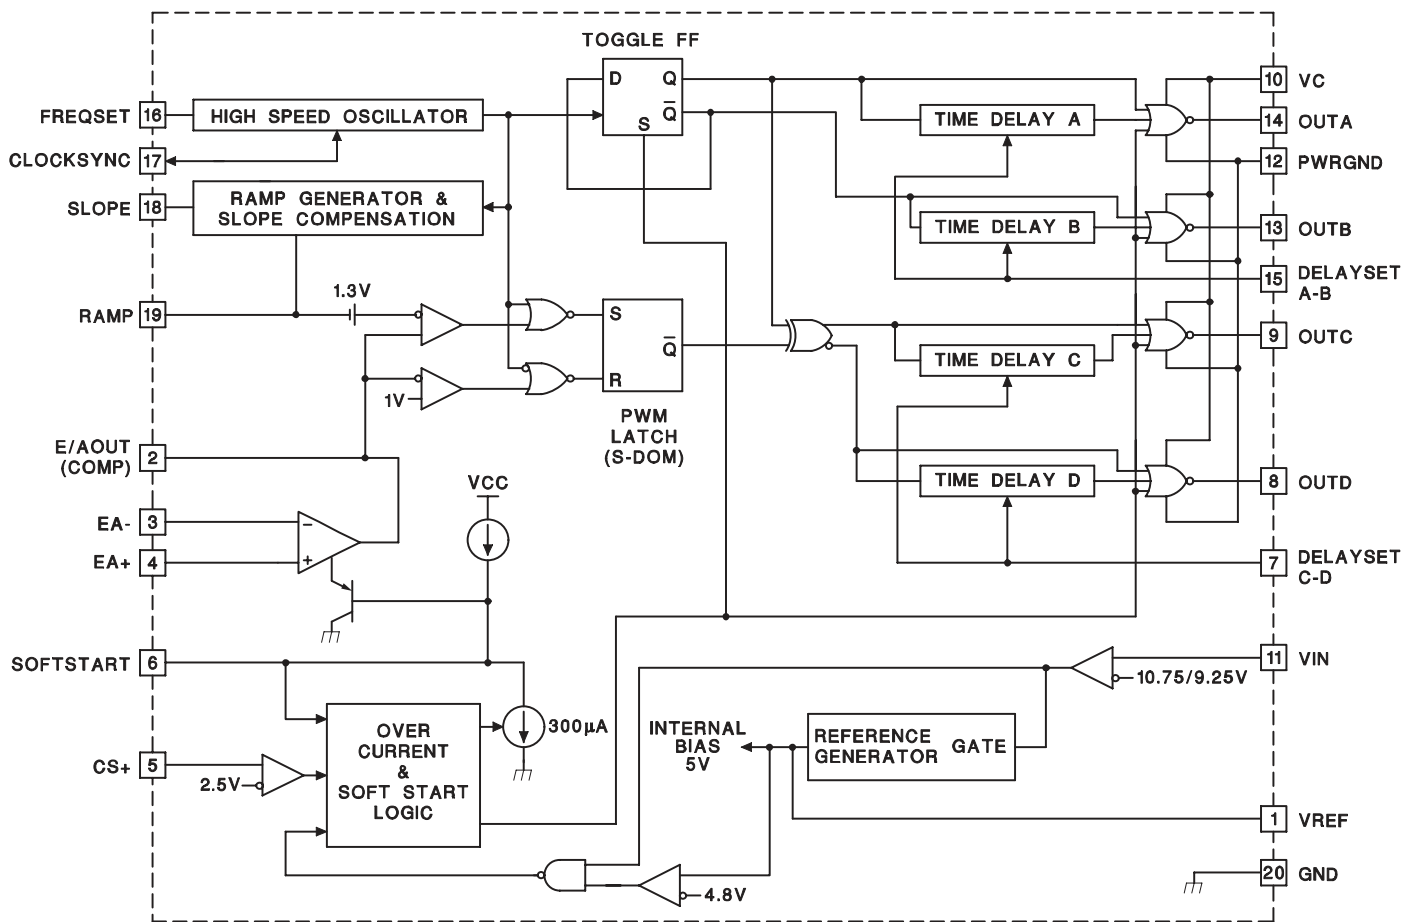 TOGGLE FF
D Q
Q
S
FREQSET 16
HIGH SPEED OSCILLATOR
CLOCKSYNC 17
SLOPE 18
RAMP GENERATOR &
SLOPE COMPENSATION
RAMP 19
1.3V
1V
S
Q
R
PWM
LATCH
(S-DOM)
TIME DELAY A
TIME DELAY B
TIME DELAY C
TIME DELAY D
10 VC
14 OUTA
12 PWRGND
13 OUTB
15 DELAYSET
A-B
9 OUTC
8 OUTD
7 DELAYSET
C-D
E/AOUT
(COMP)
2
EA- 3
EA+ 4
−
+
VCC
SOFTSTART 6
CS+ 5
2.5V
OVER
CURRENT
&
SOFT START
LOGIC
300μA
INTERNAL
BIAS
5V
REFERENCE
GENERATOR
GATE
4.8V
11 VIN
10.75/9.25V
1 VREF
20 GND